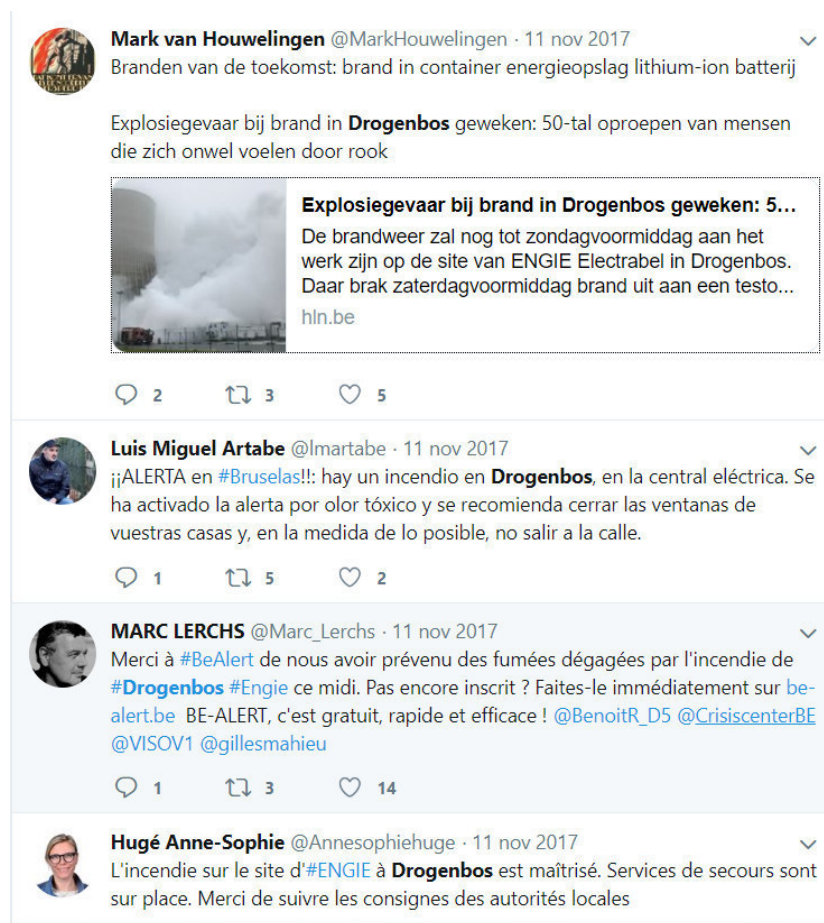 Mark van Houwelingen @MarkHouwelingen · 11 nov 2017
Branden van de toekomst: brand in container energieopslag lithium-ion batterij
Explosiegevaar bij brand in Drogenbos geweken: 50-tal oproepen van mensen
die zich onwel voelen door rook
Explosiegevaar bij brand in Drogenbos geweken: 5...
De brandweer zal nog tot zondagvoormiddag aan het
werk zijn op de site van ENGIE Electrabel in Drogenbos.
Daar brak zaterdagvoormiddag brand uit aan een testo...
hln.be
2 3 5
Luis Miguel Artabe @lmartabe · 11 nov 2017
¡¡ALERTA en #Bruselas!!: hay un incendio en Drogenbos, en la central eléctrica. Se
ha activado la alerta por olor tóxico y se recomienda cerrar las ventanas de
vuestras casas y, en la medida de lo posible, no salir a la calle.
1 5 2
MARC LERCHS @Marc_Lerchs · 11 nov 2017
Merci à #BeAlert de nous avoir prévenu des fumées dégagées par l'incendie de
#Drogenbos #Engie ce midi. Pas encore inscrit ? Faites-le immédiatement sur be-
alert.be BE-ALERT, c'est gratuit, rapide et efficace ! @BenoitR_D5 @CrisiscenterBE
@VISOV1 @gillesmahieu
1 3 14
Hugé Anne-Sophie @Annesophiehuge · 11 nov 2017
L'incendie sur le site d'#ENGIE à Drogenbos est maîtrisé. Services de secours sont
sur place. Merci de suivre les consignes des autorités locales